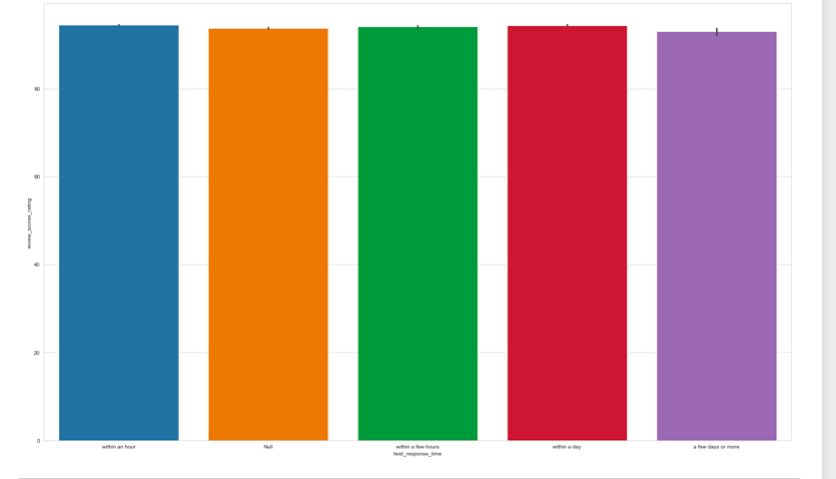 80
60
40
20
0
review_scores_rating
within an hour Null within a few hours within a day a few days or more
host_response_time